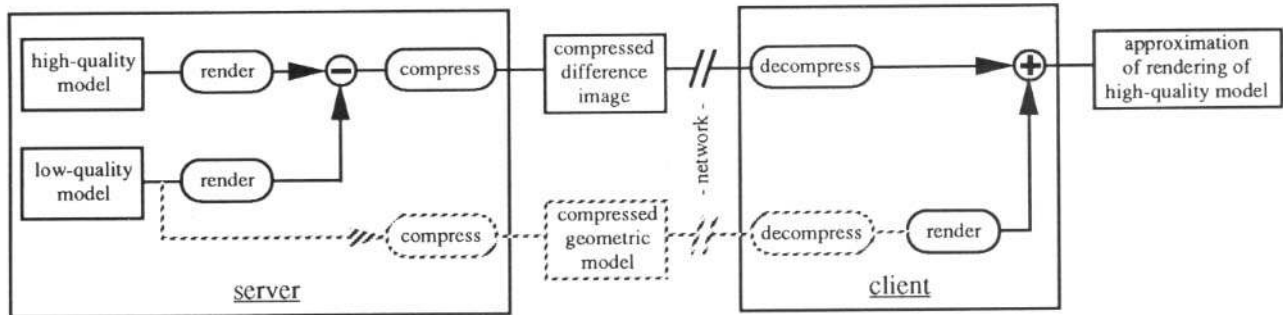 high-quality
model
render
−
compress
compressed
difference
image
decompress
+
approximation
of rendering of
high-quality model
low-quality
model
render
- network -
compress
compressed
geometric
model
decompress
render
server
client